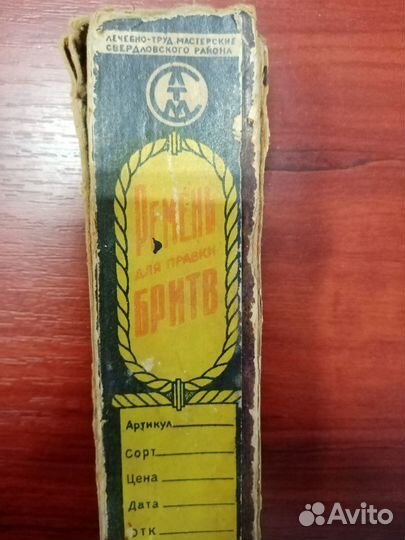 ЛЕЧЕБНО-ТРУД. МАСТЕРСКИЕ
СВЕРДЛОВСКОГО РАЙОНА
ЛТМ
РЕМЕНЬ
ДЛЯ ПРАВКИ
БРИТВ
Артикул
Сорт
Цена
Дата
ОТК
Avito